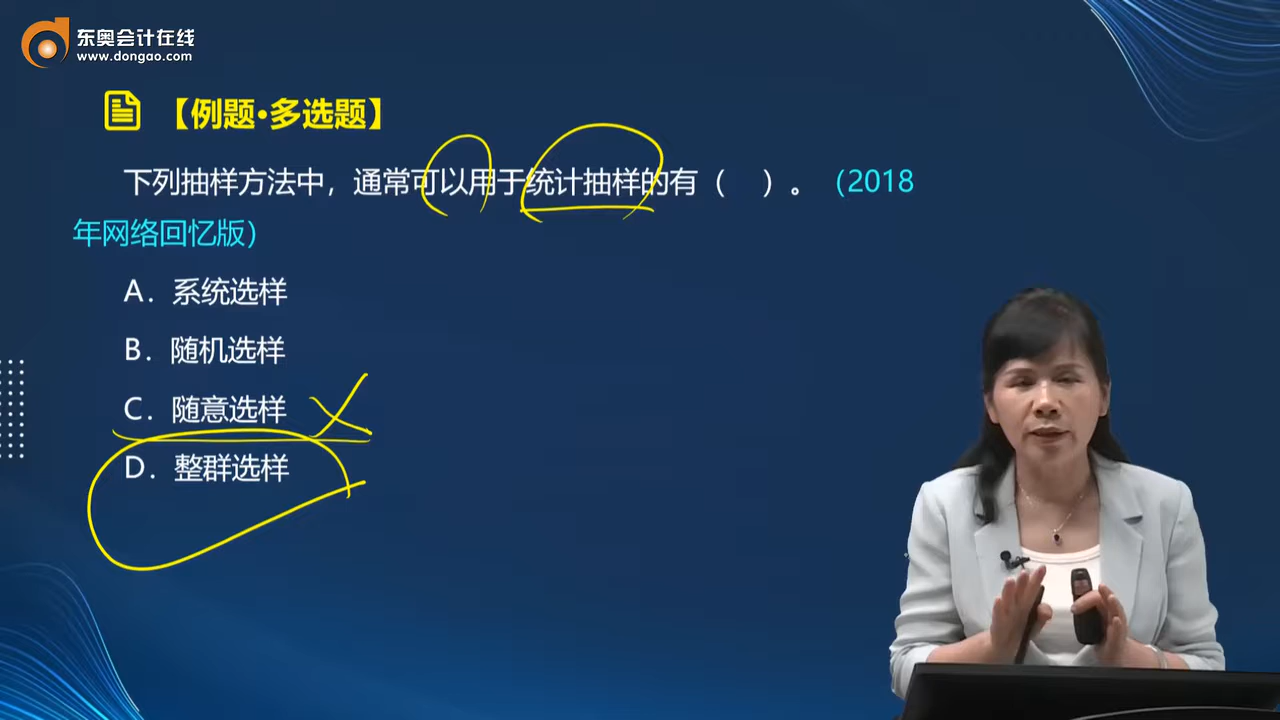 东奥会计在线
www.dongao.com
【例题•多选题】
下列抽样方法中，通常可以用于统计抽样的有（ ）。（2018
年网络回忆版）
A．系统选样
B．随机选样
C．随意选样
D．整群选样